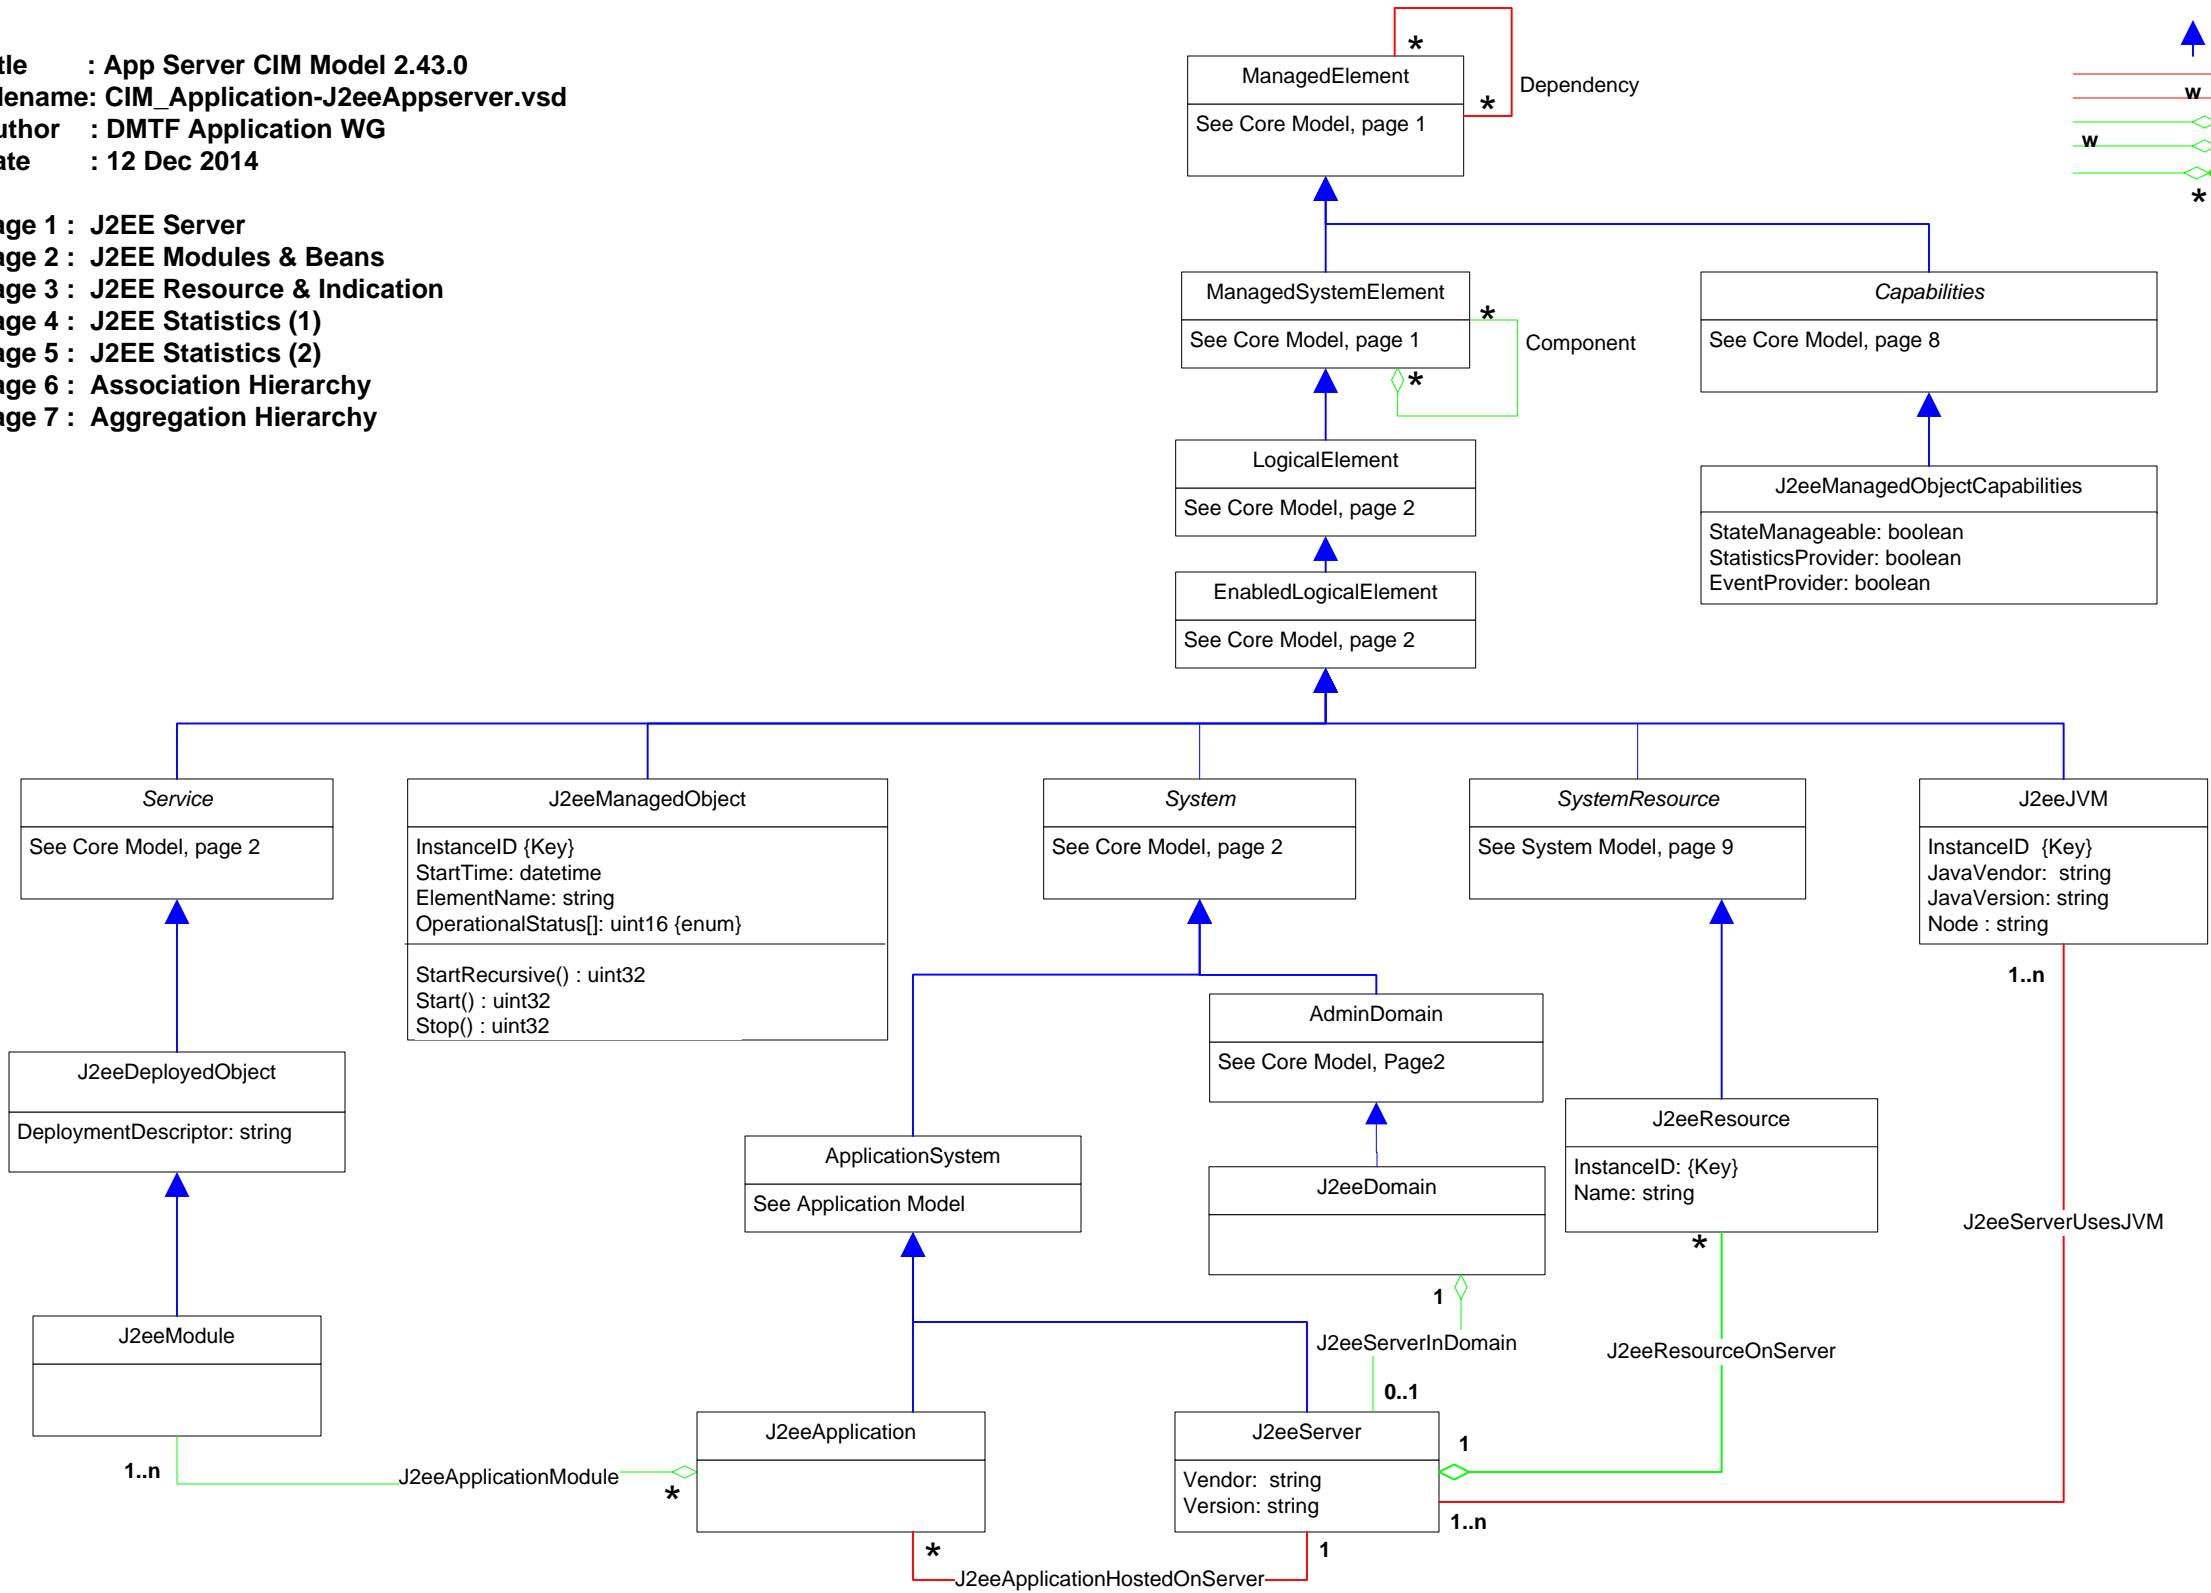 tle : App Server CIM Model 2.43.0
lename: CIM_Application-J2eeAppserver.vsd
uthor : DMTF Application WG
ate : 12 Dec 2014
age 1 : J2EE Server
age 2 : J2EE Modules & Beans
age 3 : J2EE Resource & Indication
age 4 : J2EE Statistics (1)
age 5 : J2EE Statistics (2)
age 6 : Association Hierarchy
age 7 : Aggregation Hierarchy
w
w
*
ManagedElement
See Core Model, page 1
*
*
Dependency
ManagedSystemElement
See Core Model, page 1
*
*
Component
Capabilities
See Core Model, page 8
LogicalElement
See Core Model, page 2
J2eeManagedObjectCapabilities
StateManageable: boolean
StatisticsProvider: boolean
EventProvider: boolean
EnabledLogicalElement
See Core Model, page 2
Service
See Core Model, page 2
J2eeManagedObject
InstanceID {Key}
StartTime: datetime
ElementName: string
OperationalStatus[]: uint16 {enum}
StartRecursive() : uint32
Start() : uint32
Stop() : uint32
System
See Core Model, page 2
SystemResource
See System Model, page 9
J2eeJVM
InstanceID {Key}
JavaVendor: string
JavaVersion: string
Node : string
1..n
AdminDomain
See Core Model, Page2
J2eeDeployedObject
DeploymentDescriptor: string
ApplicationSystem
See Application Model
J2eeDomain
J2eeResource
InstanceID: {Key}
Name: string
*
J2eeServerUsesJVM
1
J2eeServerInDomain
0..1
J2eeResourceOnServer
J2eeModule
1..n
J2eeApplicationModule
*
J2eeApplication
J2eeServer
Vendor: string
Version: string
1
1..n
*
1
J2eeApplicationHostedOnServer